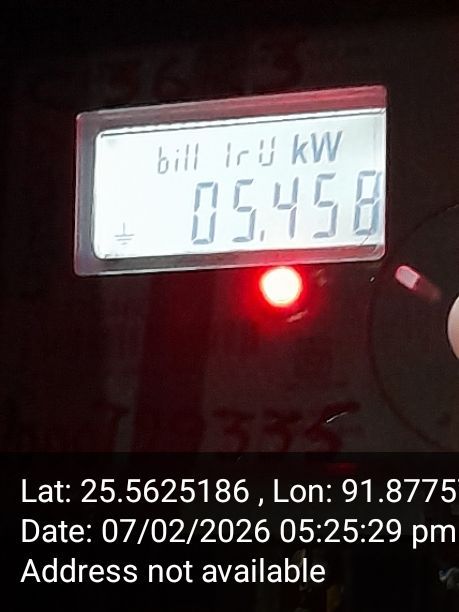 bill 1rU kW
05.458
Lat: 25.5625186 , Lon: 91.8775
Date: 07/02/2026 05:25:29 pm
Address not available